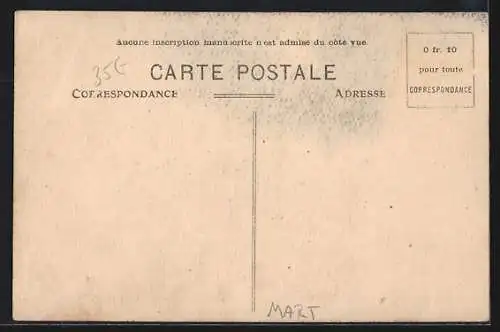 Aucune inscription manuscrite n'est admise du côté vue.
35€
CARTE POSTALE
CORRESPONDANCE
ADRESSE
0 fr. 10
pour toute
CORRESPONDANCE
MART